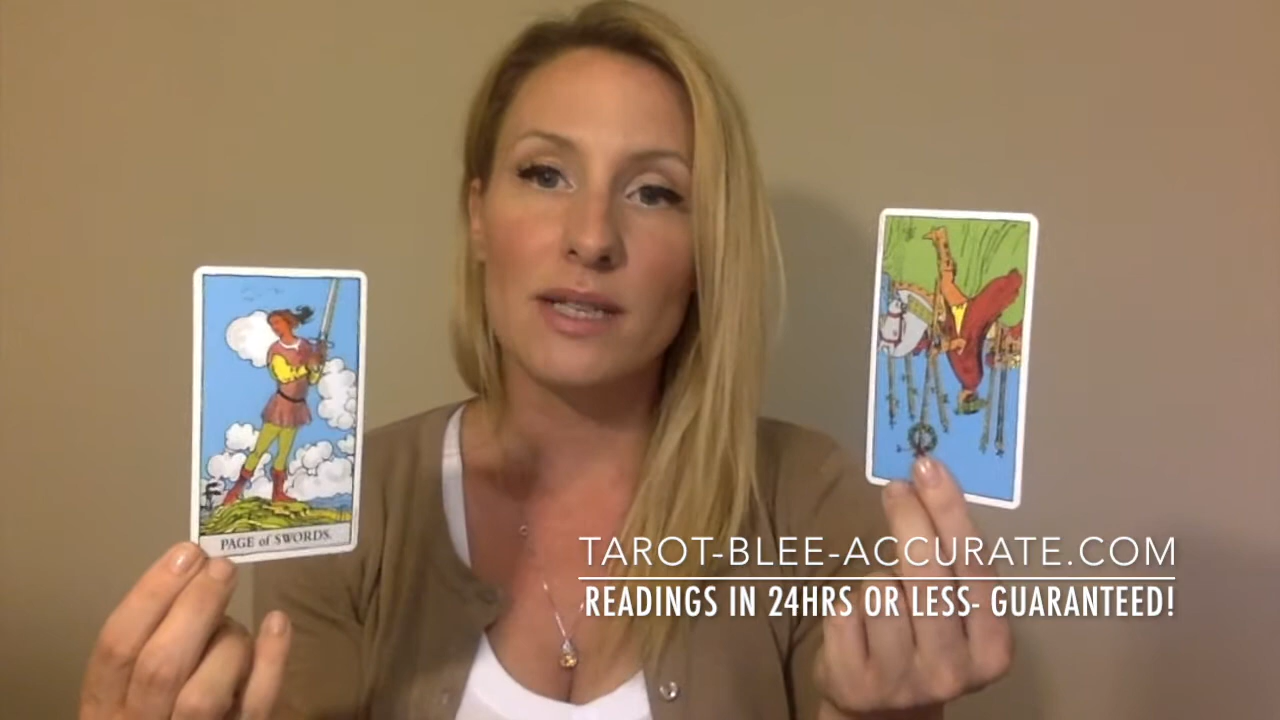 PAGE of SWORDS.
TAROT-BLEE-ACCURATE.COM
READINGS IN 24HRS OR LESS- GUARANTEED!